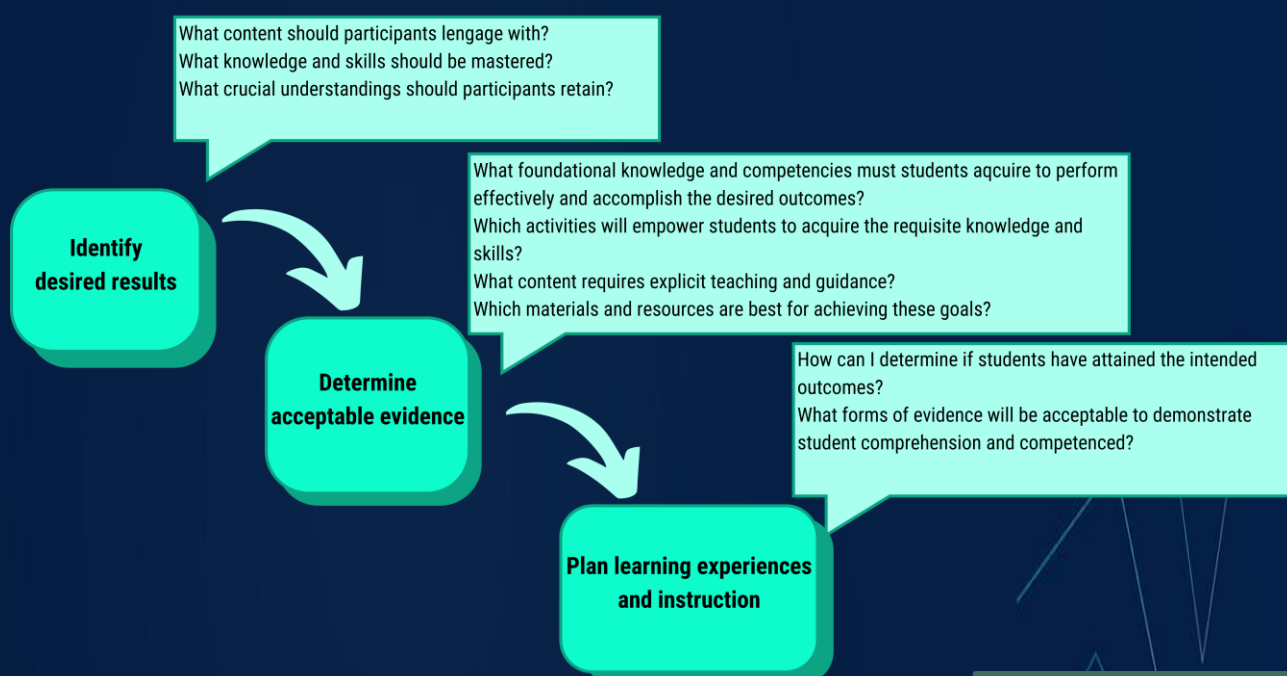 What content should participants lengage with?
What knowledge and skills should be mastered?
What crucial understandings should participants retain?
Identify
desired results
What foundational knowledge and competencies must students aqcuire to perform
effectively and accomplish the desired outcomes?
Which activities will empower students to acquire the requisite knowledge and
skills?
What content requires explicit teaching and guidance?
Which materials and resources are best for achieving these goals?
Determine
acceptable evidence
How can I determine if students have attained the intended
outcomes?
What forms of evidence will be acceptable to demonstrate
student comprehension and competenced?
Plan learning experiences
and instruction